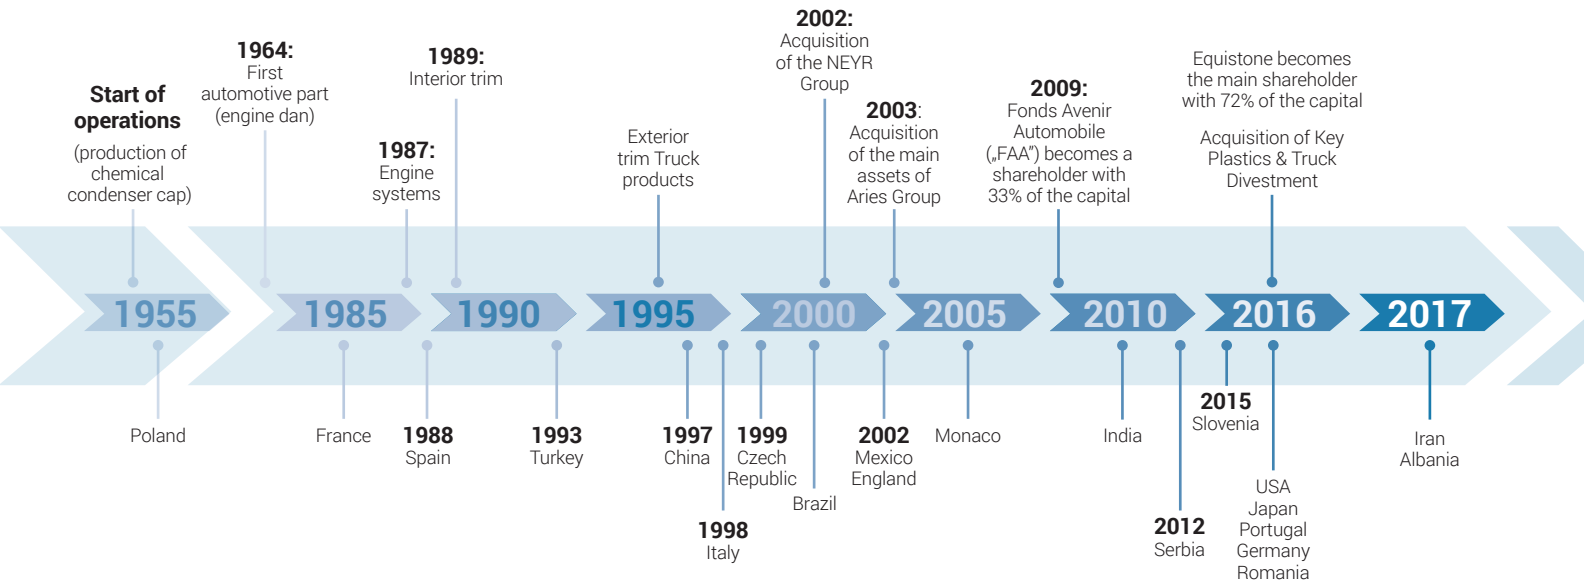 Start of
operations
(production of
chemical
condenser cap)
1964:
First
automotive part
(engine dan)
1987:
Engine
systems
1989:
Interior trim
Exterior
trim Truck
products
2002:
Acquisition
of the NEYR
Group
2003:
Acquisition
of the main
assets of
Aries Group
2009:
Fonds Avenir
Automobile
(„FAA”) becomes a
shareholder with
33% of the capital
Equistone becomes
the main shareholder
with 72% of the capital
Acquisition of Key
Plastics & Truck
Divestment
1955
1985
1990
1995
2000
2005
2010
2016
2017
Poland
France
1988
Spain
1993
Turkey
1997
China
1998
Italy
1999
Czech
Republic
Brazil
2002
Mexico
England
Monaco
India
2012
Serbia
2015
Slovenia
USA
Japan
Portugal
Germany
Romania
Iran
Albania